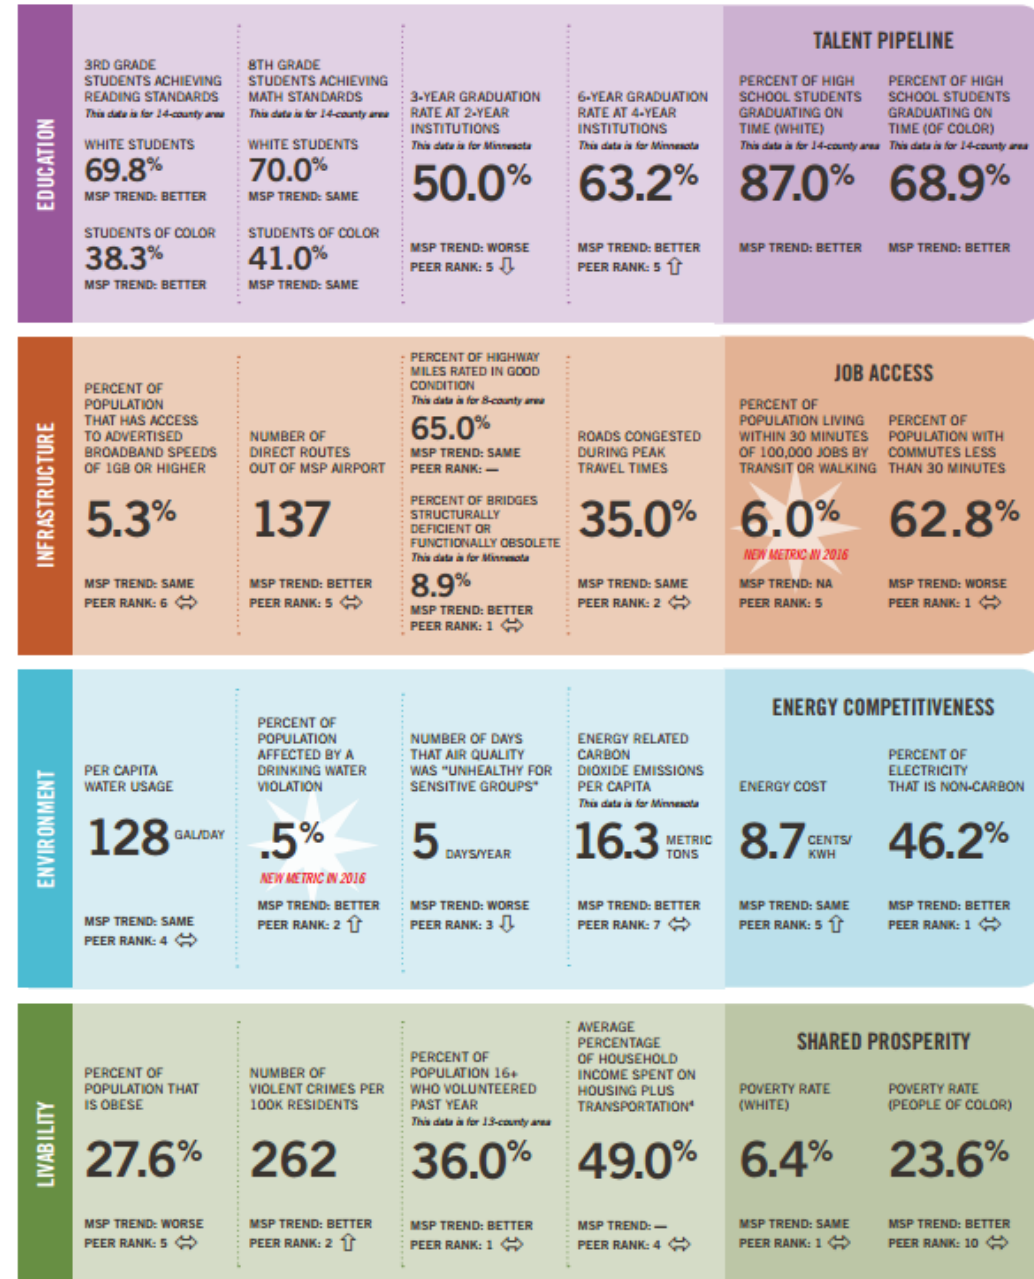 EDUCATION
3RD GRADE
STUDENTS ACHIEVING
READING STANDARDS
This data is for 14-county area
WHITE STUDENTS
69.8%
MSP TREND: BETTER
STUDENTS OF COLOR
38.3%
MSP TREND: BETTER
8TH GRADE
STUDENTS ACHIEVING
MATH STANDARDS
This data is for 14-county area
WHITE STUDENTS
70.0%
MSP TREND: SAME
STUDENTS OF COLOR
41.0%
MSP TREND: SAME
3-YEAR GRADUATION
RATE AT 2-YEAR
INSTITUTIONS
This data is for Minnesota
50.0%
MSP TREND: WORSE
PEER RANK: 5 ⇩
6-YEAR GRADUATION
RATE AT 4-YEAR
INSTITUTIONS
This data is for Minnesota
63.2%
MSP TREND: BETTER
PEER RANK: 5 ⇧
TALENT PIPELINE
PERCENT OF HIGH
SCHOOL STUDENTS
GRADUATING ON
TIME (WHITE)
This data is for 14-county area
87.0%
MSP TREND: BETTER
PERCENT OF HIGH
SCHOOL STUDENTS
GRADUATING ON
TIME (OF COLOR)
This data is for 14-county area
68.9%
MSP TREND: BETTER
INFRASTRUCTURE
PERCENT OF
POPULATION
THAT HAS ACCESS
TO ADVERTISED
BROADBAND SPEEDS
OF 1GB OR HIGHER
5.3%
MSP TREND: SAME
PEER RANK: 6 ⇔
NUMBER OF
DIRECT ROUTES
OUT OF MSP AIRPORT
137
MSP TREND: BETTER
PEER RANK: 5 ⇔
PERCENT OF HIGHWAY
MILES RATED IN GOOD
CONDITION
This data is for 8-county area
65.0%
MSP TREND: SAME
PEER RANK: —
PERCENT OF BRIDGES
STRUCTURALLY
DEFICIENT OR
FUNCTIONALLY OBSOLETE
This data is for Minnesota
8.9%
MSP TREND: BETTER
PEER RANK: 1 ⇔
ROADS CONGESTED
DURING PEAK
TRAVEL TIMES
35.0%
MSP TREND: SAME
PEER RANK: 2 ⇔
JOB ACCESS
PERCENT OF
POPULATION LIVING
WITHIN 30 MINUTES
OF 100,000 JOBS BY
TRANSIT OR WALKING
6.0%
NEW METRIC IN 2016
MSP TREND: NA
PEER RANK: 5
PERCENT OF
POPULATION WITH
COMMUTES LESS
THAN 30 MINUTES
62.8%
MSP TREND: WORSE
PEER RANK: 1 ⇔
ENVIRONMENT
PER CAPITA
WATER USAGE
128 GAL/DAY
MSP TREND: SAME
PEER RANK: 4 ⇔
PERCENT OF
POPULATION
AFFECTED BY A
DRINKING WATER
VIOLATION
.5%
NEW METRIC IN 2016
MSP TREND: BETTER
PEER RANK: 2 ⇧
NUMBER OF DAYS
THAT AIR QUALITY
WAS "UNHEALTHY FOR
SENSITIVE GROUPS"
5 DAYS/YEAR
MSP TREND: WORSE
PEER RANK: 3 ⇩
ENERGY RELATED
CARBON
DIOXIDE EMISSIONS
PER CAPITA
This data is for Minnesota
16.3 METRIC
TONS
MSP TREND: BETTER
PEER RANK: 7 ⇔
ENERGY COMPETITIVENESS
ENERGY COST
8.7 CENTS/
KWH
MSP TREND: SAME
PEER RANK: 5 ⇧
PERCENT OF
ELECTRICITY
THAT IS NON-CARBON
46.2%
MSP TREND: BETTER
PEER RANK: 1 ⇔
LIVABILITY
PERCENT OF
POPULATION THAT
IS OBESE
27.6%
MSP TREND: WORSE
PEER RANK: 5 ⇔
NUMBER OF
VIOLENT CRIMES PER
100K RESIDENTS
262
MSP TREND: BETTER
PEER RANK: 2 ⇧
PERCENT OF
POPULATION 16+
WHO VOLUNTEERED
PAST YEAR
This data is for 13-county area
36.0%
MSP TREND: BETTER
PEER RANK: 1 ⇔
AVERAGE
PERCENTAGE
OF HOUSEHOLD
INCOME SPENT ON
HOUSING PLUS
TRANSPORTATION*
49.0%
MSP TREND: —
PEER RANK: 4 ⇔
SHARED PROSPERITY
POVERTY RATE
(WHITE)
6.4%
MSP TREND: SAME
PEER RANK: 1 ⇔
POVERTY RATE
(PEOPLE OF COLOR)
23.6%
MSP TREND: BETTER
PEER RANK: 10 ⇔